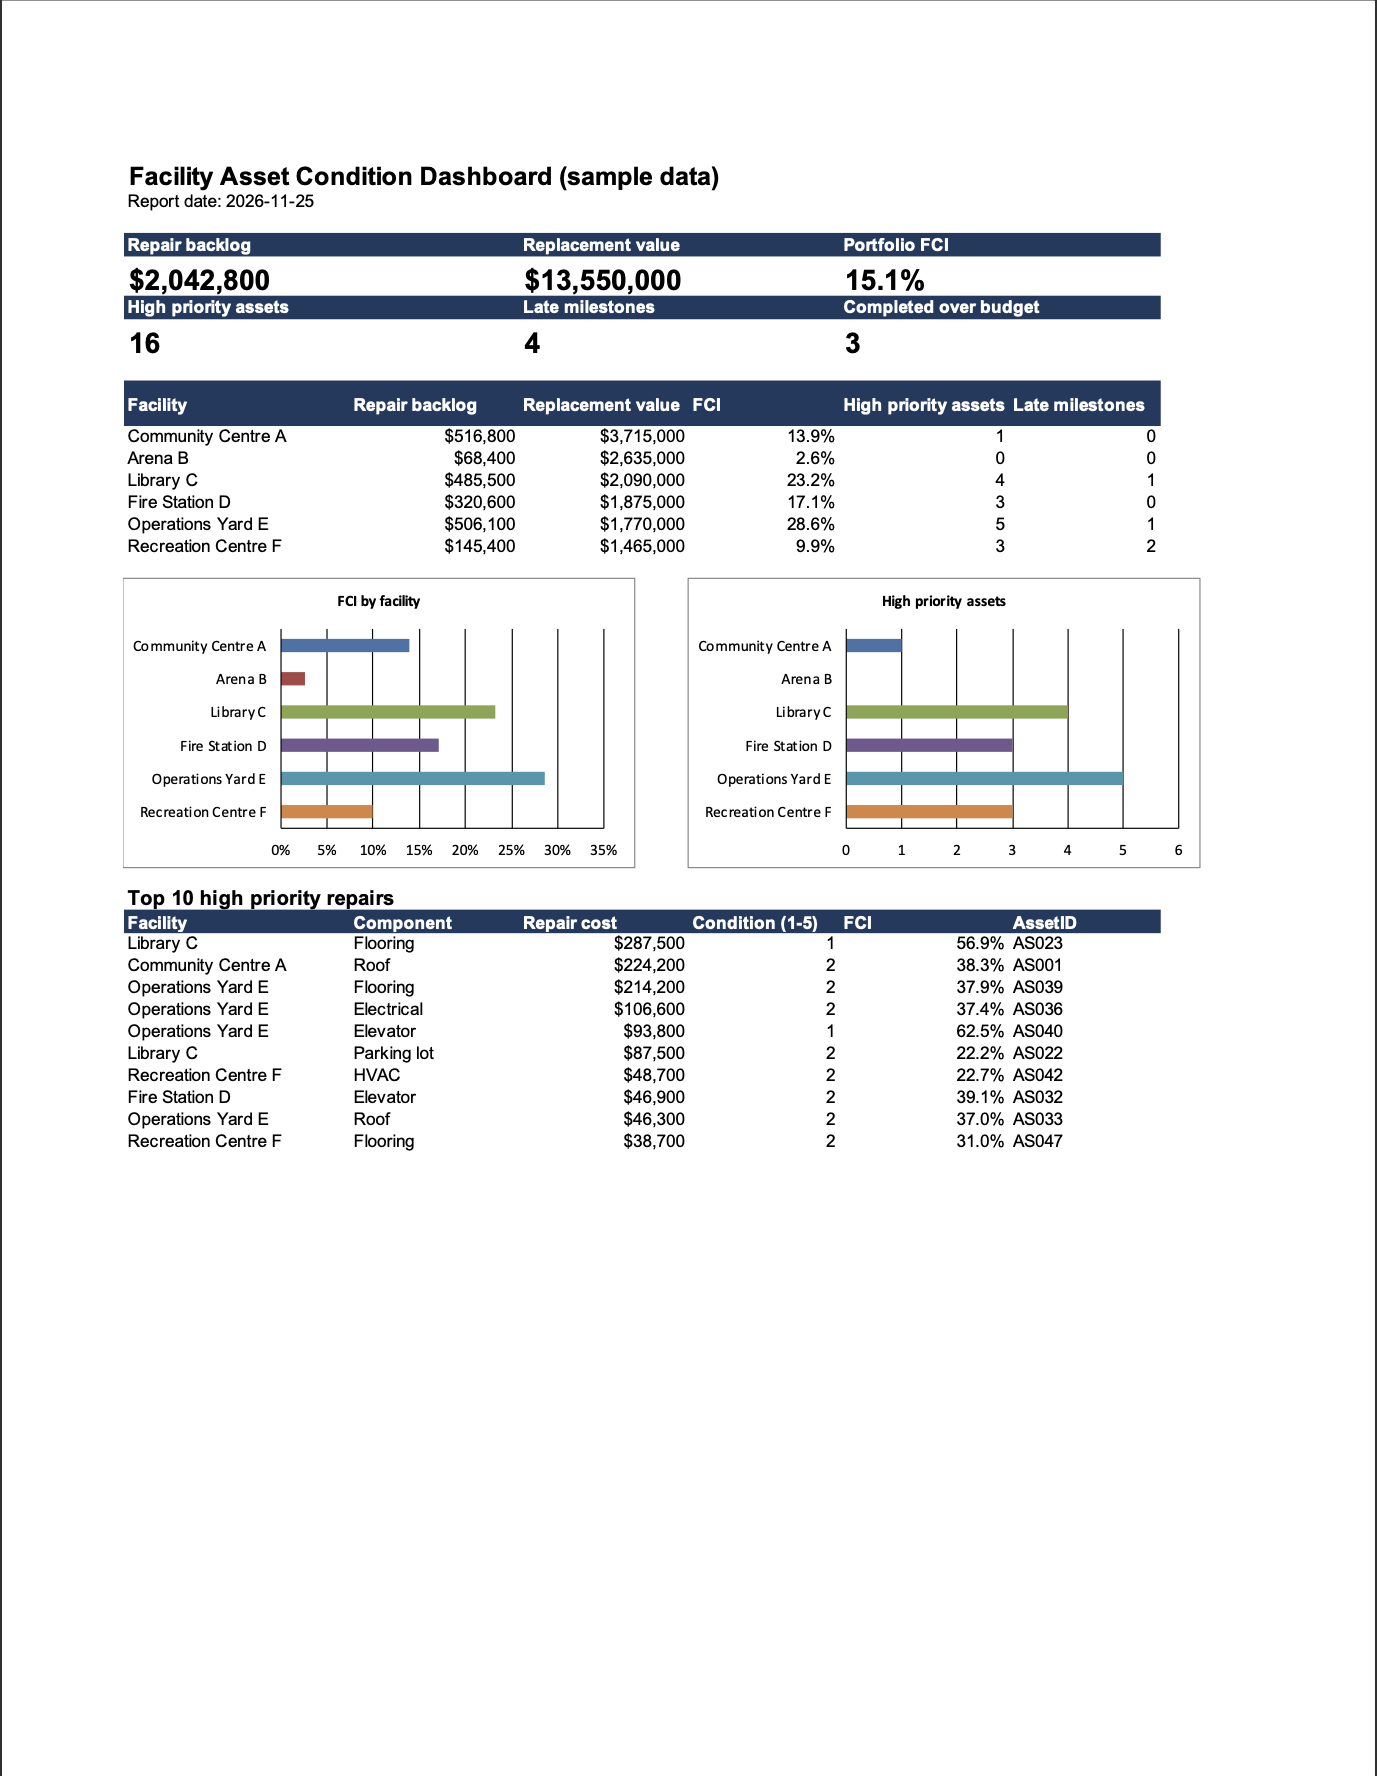 Facility Asset Condition Dashboard (sample data)
Report date: 2026-11-25
Repair backlog Replacement value Portfolio FCI
$2,042,800 $13,550,000 15.1%
High priority assets Late milestones Completed over budget
16 4 3
Facility Repair backlog Replacement value FCI High priority assets Late milestones
Community Centre A $516,800 $3,715,000 13.9% 1 0
Arena B $68,400 $2,635,000 2.6% 0 0
Library C $485,500 $2,090,000 23.2% 4 1
Fire Station D $320,600 $1,875,000 17.1% 3 0
Operations Yard E $506,100 $1,770,000 28.6% 5 1
Recreation Centre F $145,400 $1,465,000 9.9% 3 2
FCI by facility
Community Centre A
Arena B
Library C
Fire Station D
Operations Yard E
Recreation Centre F
0% 5% 10% 15% 20% 25% 30% 35%
High priority assets
Community Centre A
Arena B
Library C
Fire Station D
Operations Yard E
Recreation Centre F
0 1 2 3 4 5 6
Top 10 high priority repairs
Facility Component Repair cost Condition (1-5) FCI AssetID
Library C Flooring $287,500 1 56.9% AS023
Community Centre A Roof $224,200 2 38.3% AS001
Operations Yard E Flooring $214,200 2 37.9% AS039
Operations Yard E Electrical $106,600 2 37.4% AS036
Operations Yard E Elevator $93,800 1 62.5% AS040
Library C Parking lot $87,500 2 22.2% AS022
Recreation Centre F HVAC $48,700 2 22.7% AS042
Fire Station D Elevator $46,900 2 39.1% AS032
Operations Yard E Roof $46,300 2 37.0% AS033
Recreation Centre F Flooring $38,700 2 31.0% AS047